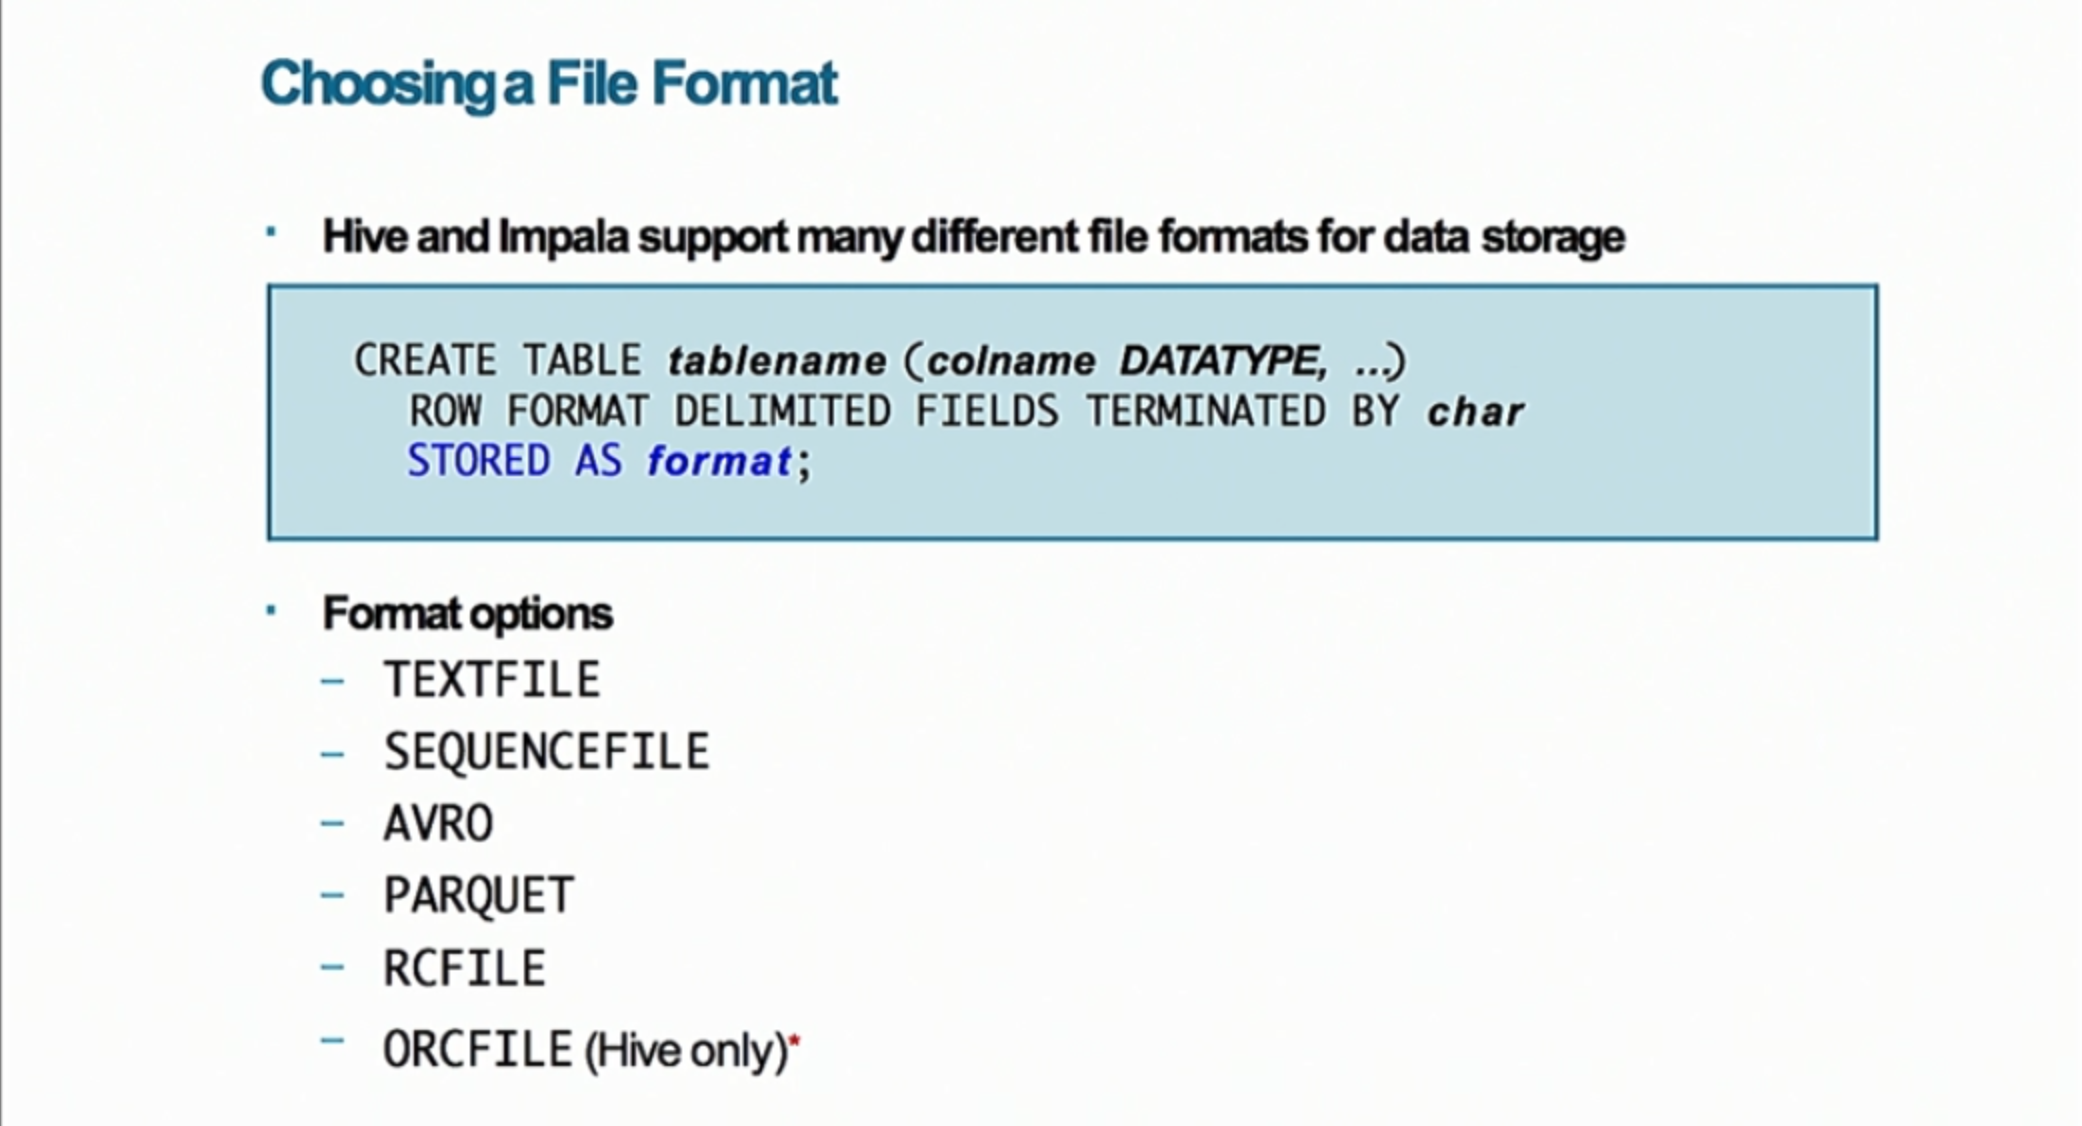 Choosing a File Format
Hive and Impala support many different file formats for data storage
CREATE TABLE tablename (colname DATATYPE, ...)
ROW FORMAT DELIMITED FIELDS TERMINATED BY char
STORED AS format;
Format options
– TEXTFILE
– SEQUENCEFILE
– AVRO
– PARQUET
– RCFILE
– ORCFILE (Hive only)*